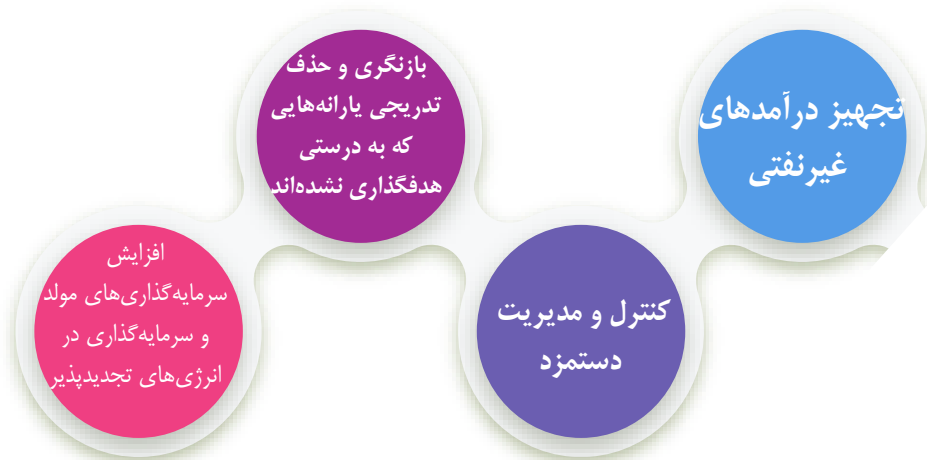 تجهیز درآمدهای
غیرنفتی
کنترل و مدیریت
دستمزد
بازنگری و حذف
تدریجی یارانه‌هایی
که به درستی
هدفگذاری نشده‌اند
افزایش
سرمایه‌گذاری‌های مولد
و سرمایه‌گذاری در
انرژی‌های تجدیدپذیر